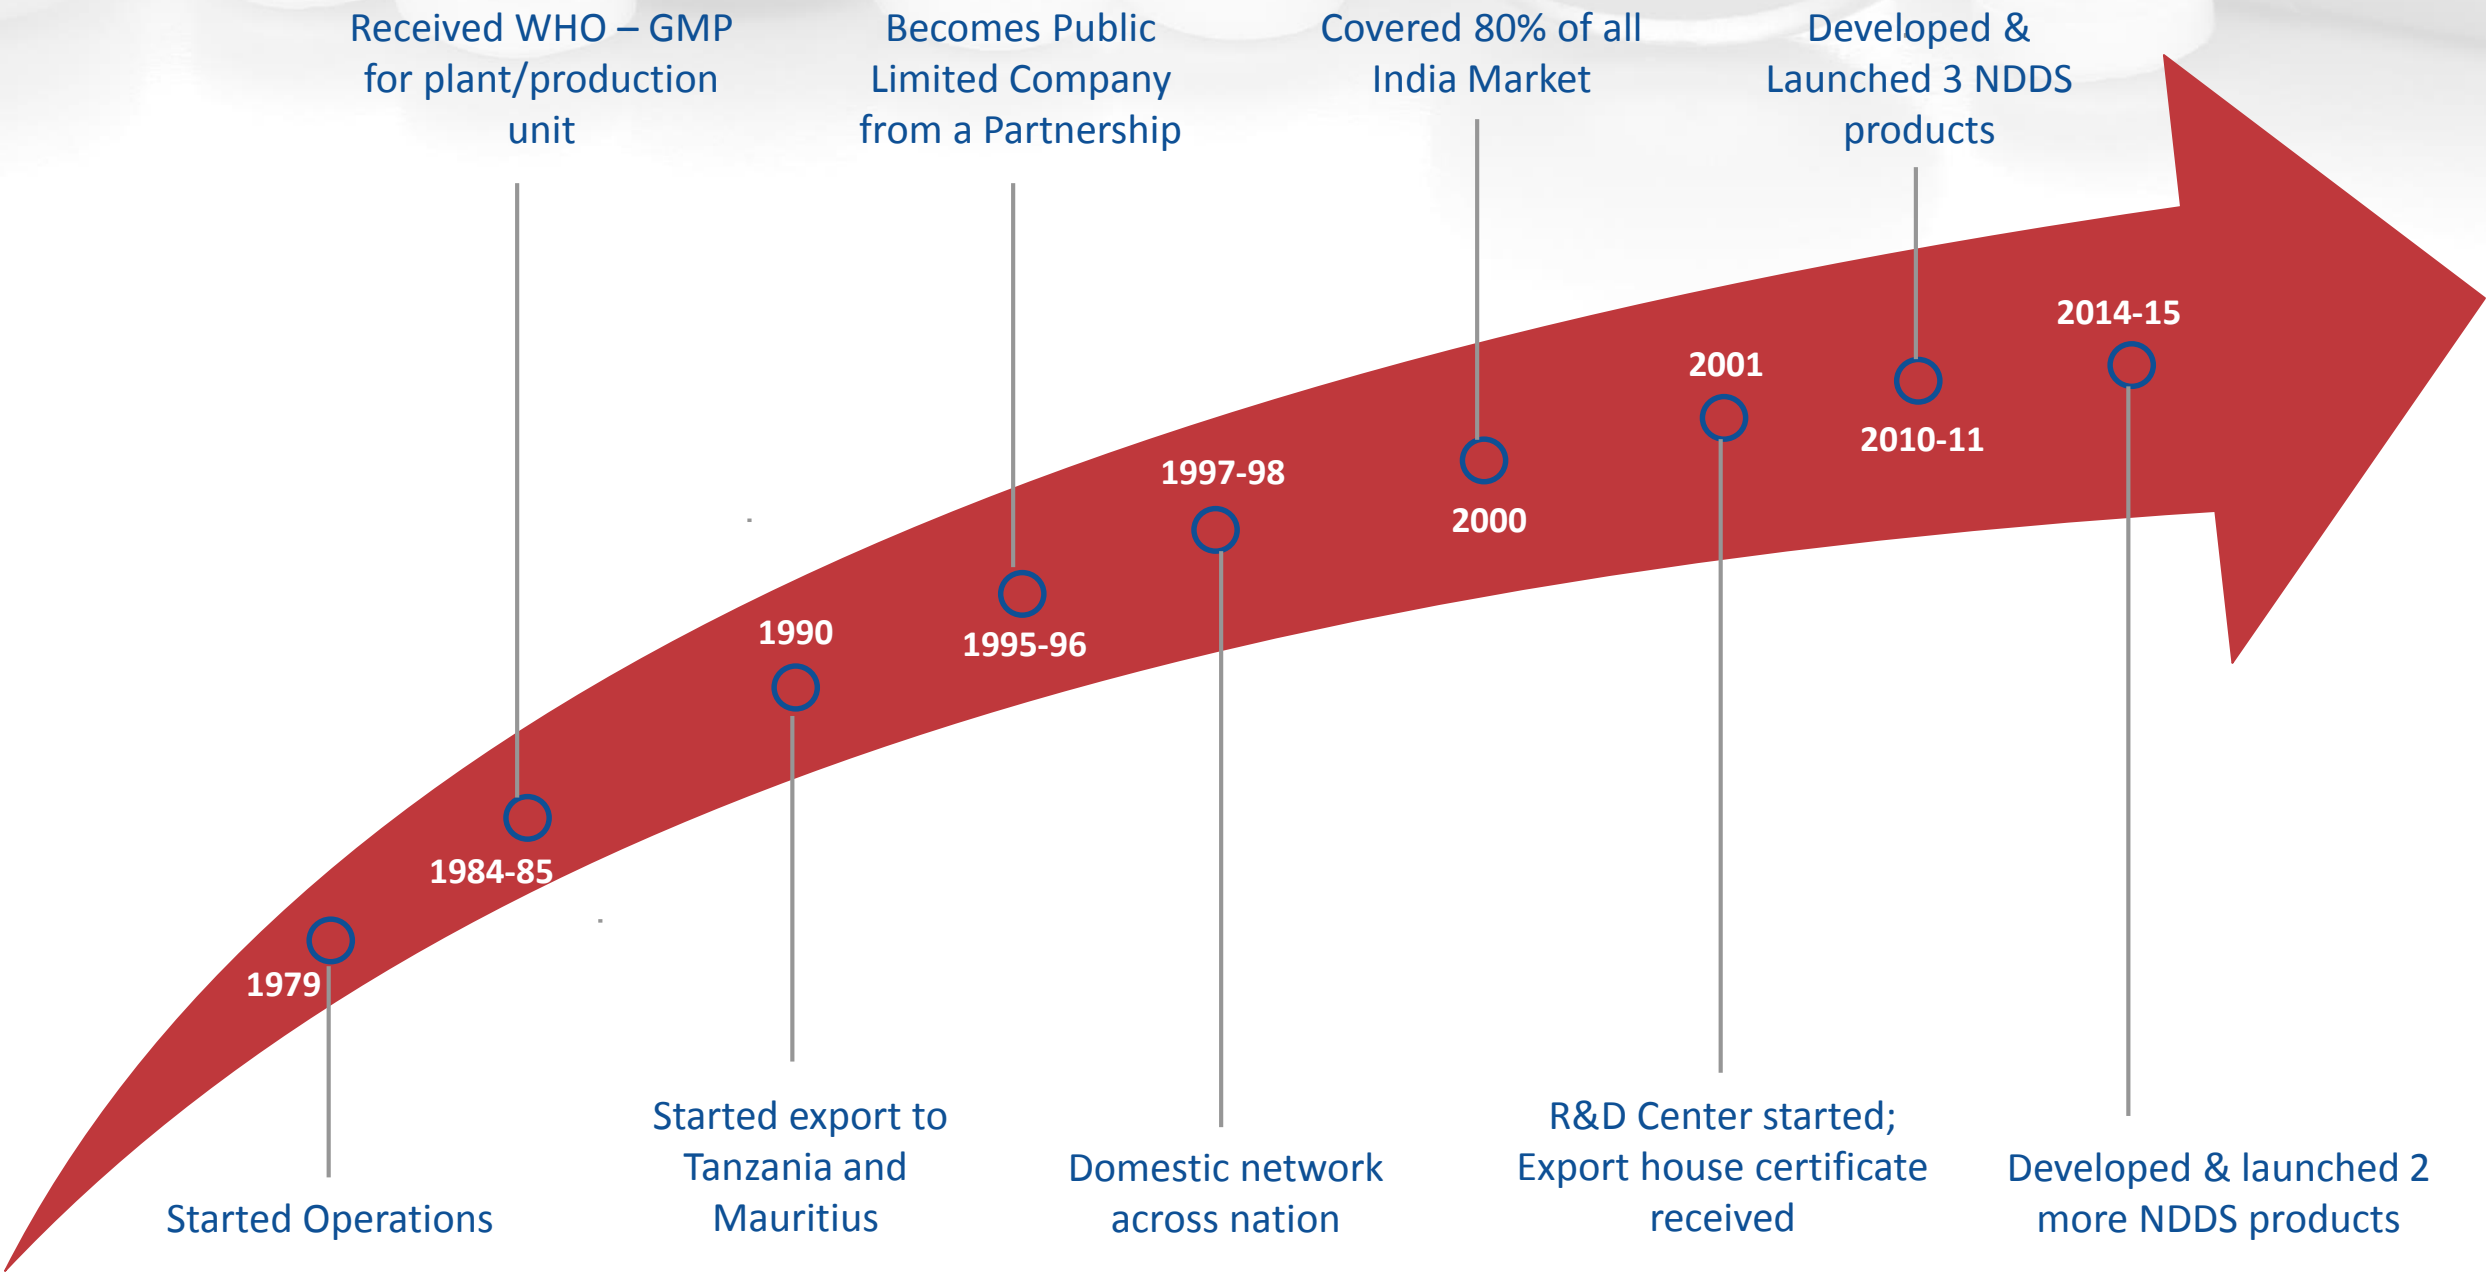 Received WHO – GMP
for plant/production
unit
Becomes Public
Limited Company
from a Partnership
Covered 80% of all
India Market
Developed &
Launched 3 NDDS
products
2014-15
2001
2010-11
1997-98
2000
1990
1995-96
1984-85
1979
Started Operations
Started export to
Tanzania and
Mauritius
Domestic network
across nation
R&D Center started;
Export house certificate
received
Developed & launched 2
more NDDS products